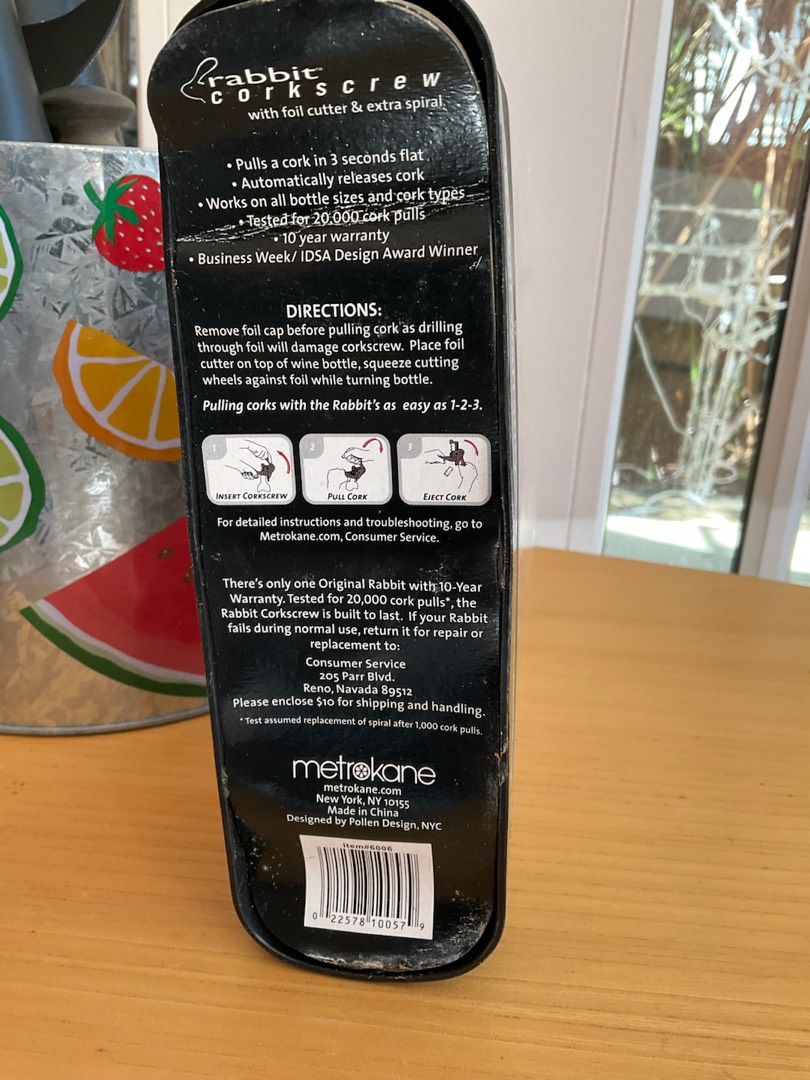 rabbit™
corkscrew
with foil cutter & extra spiral
• Pulls a cork in 3 seconds flat
• Automatically releases cork
• Works on all bottle sizes and cork types
• Tested for 20,000 cork pulls
• 10 year warranty
• Business Week/ IDSA Design Award Winner
DIRECTIONS:
Remove foil cap before pulling cork as drilling
through foil will damage corkscrew. Place foil
cutter on top of wine bottle, squeeze cutting
wheels against foil while turning bottle.
Pulling corks with the Rabbit's as easy as 1-2-3.
1 2 3
INSERT CORKSCREW PULL CORK EJECT CORK
For detailed instructions and troubleshooting, go to
Metrokane.com, Consumer Service.
There's only one Original Rabbit with 10-Year
Warranty. Tested for 20,000 cork pulls*, the
Rabbit Corkscrew is built to last. If your Rabbit
fails during normal use, return it for repair or
replacement to:
Consumer Service
205 Parr Blvd.
Reno, Navada 89512
Please enclose $10 for shipping and handling.
* Test assumed replacement of spiral after 1,000 cork pulls.
metrokane
metrokane.com
New York, NY 10155
Made in China
Designed by Pollen Design, NYC
item#6006
0 22578 10057 9